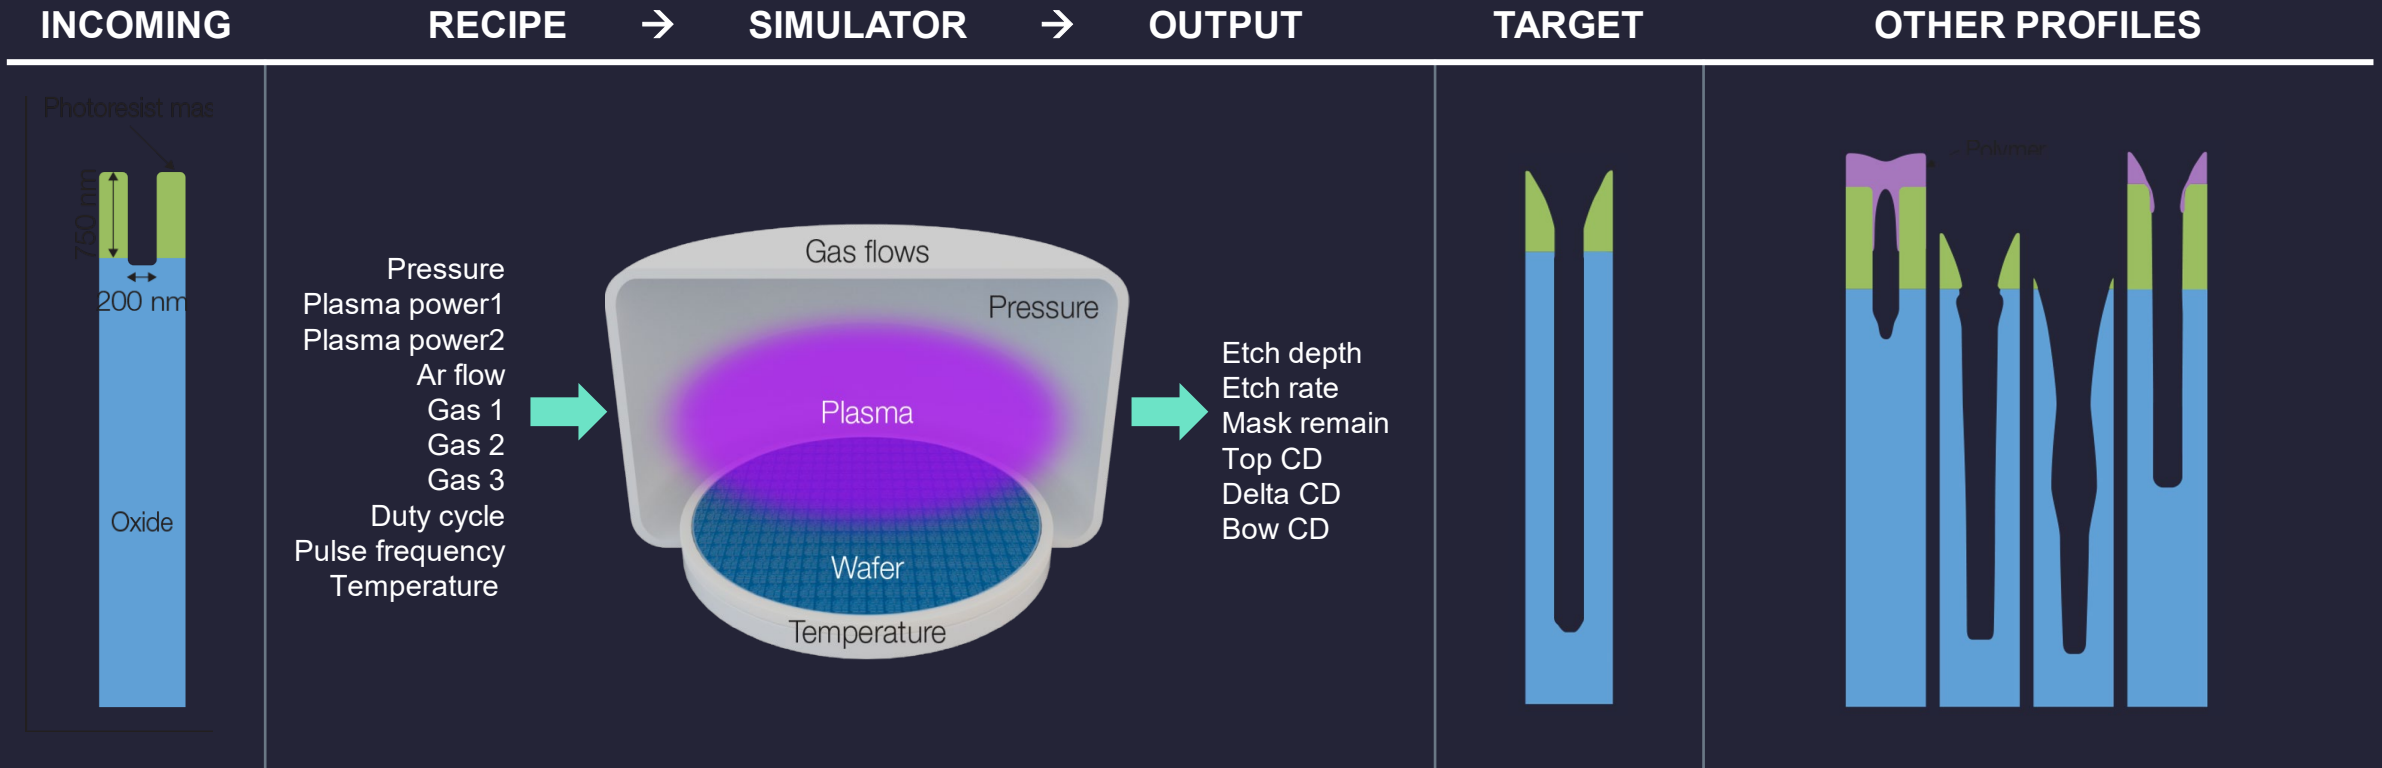 INCOMING
RECIPE → SIMULATOR → OUTPUT
TARGET
OTHER PROFILES
Photoresist mas
750 nm
200 nm
Oxide
Pressure
Plasma power1
Plasma power2
Ar flow
Gas 1
Gas 2
Gas 3
Duty cycle
Pulse frequency
Temperature
Gas flows
Pressure
Plasma
Wafer
Temperature
Etch depth
Etch rate
Mask remain
Top CD
Delta CD
Bow CD
Polymer